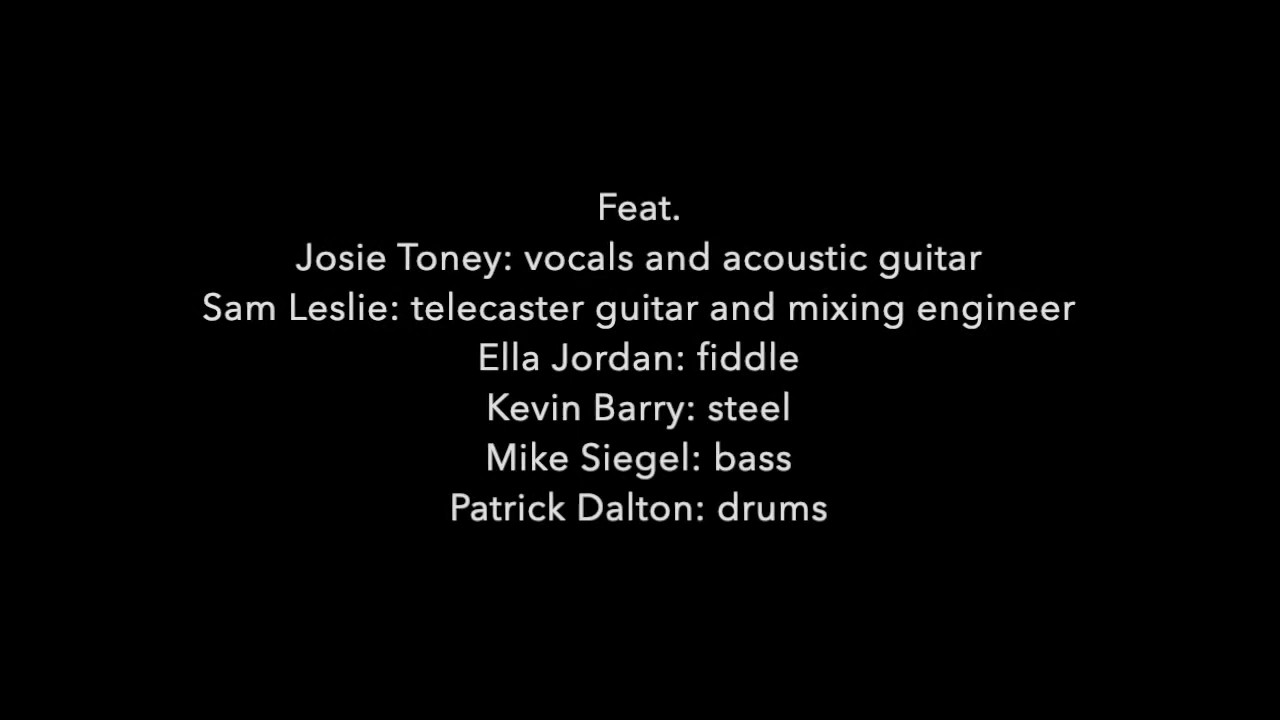 Feat.
Josie Toney: vocals and acoustic guitar
Sam Leslie: telecaster guitar and mixing engineer
Ella Jordan: fiddle
Kevin Barry: steel
Mike Siegel: bass
Patrick Dalton: drums